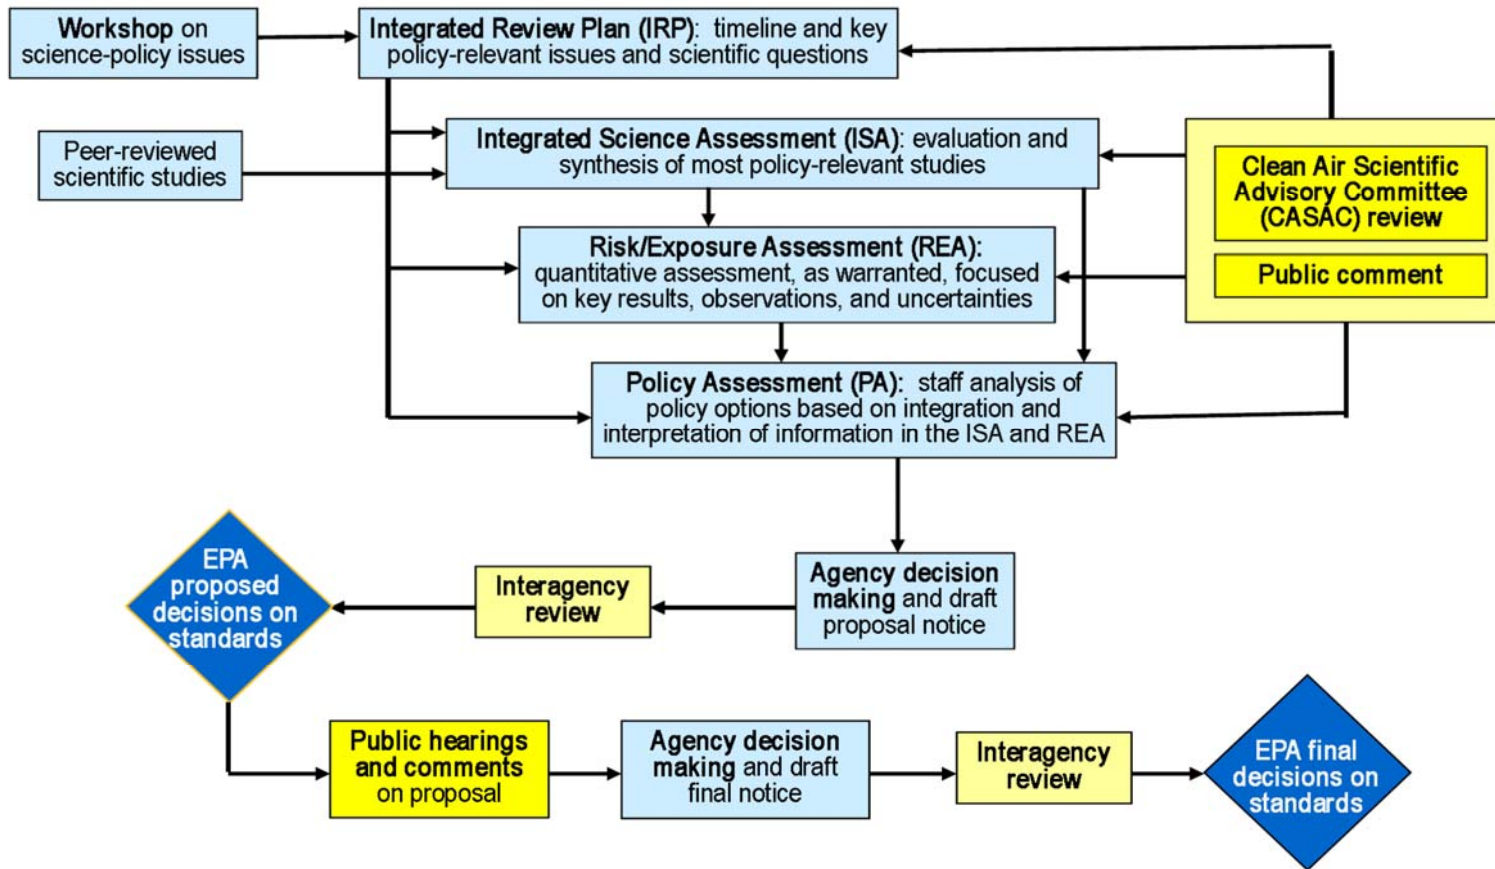 Workshop on
science-policy issues
Integrated Review Plan (IRP): timeline and key
policy-relevant issues and scientific questions
Peer-reviewed
scientific studies
Integrated Science Assessment (ISA): evaluation and
synthesis of most policy-relevant studies
Clean Air Scientific
Advisory Committee
(CASAC) review
Public comment
Risk/Exposure Assessment (REA):
quantitative assessment, as warranted, focused
on key results, observations, and uncertainties
Policy Assessment (PA): staff analysis of
policy options based on integration and
interpretation of information in the ISA and REA
Agency decision
making and draft
proposal notice
Interagency
review
EPA
proposed
decisions on
standards
Public hearings
and comments
on proposal
Agency decision
making and draft
final notice
Interagency
review
EPA final
decisions on
standards